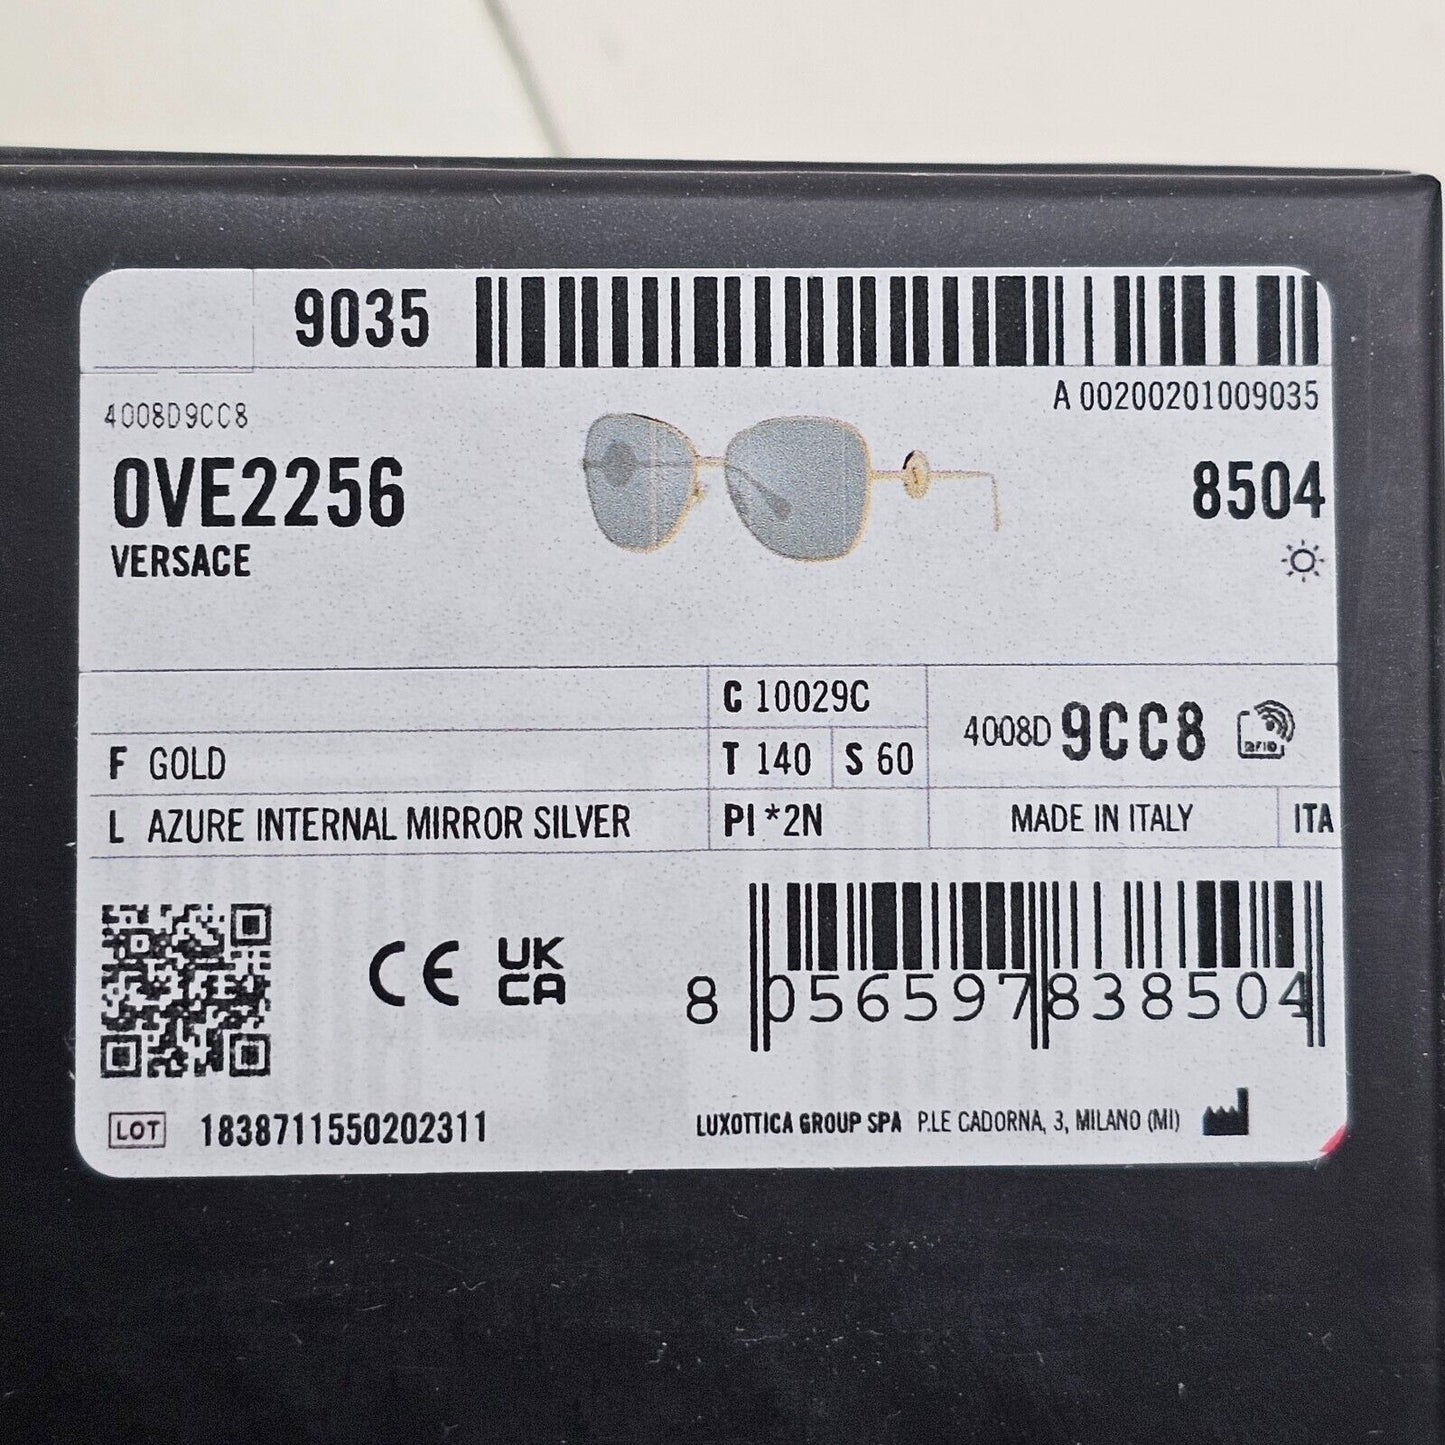 9035
A 00200201009035
4008D9CC8
0VE2256
8504
VERSACE
C 10029C
4008D 9CC8
RFID
F GOLD
T 140
S 60
L AZURE INTERNAL MIRROR SILVER
PI *2N
MADE IN ITALY
ITA
CE
UK
CA
8 056597 838504
LOT
1838711550202311
LUXOTTICA GROUP SPA P.LE CADORNA, 3, MILANO (MI)